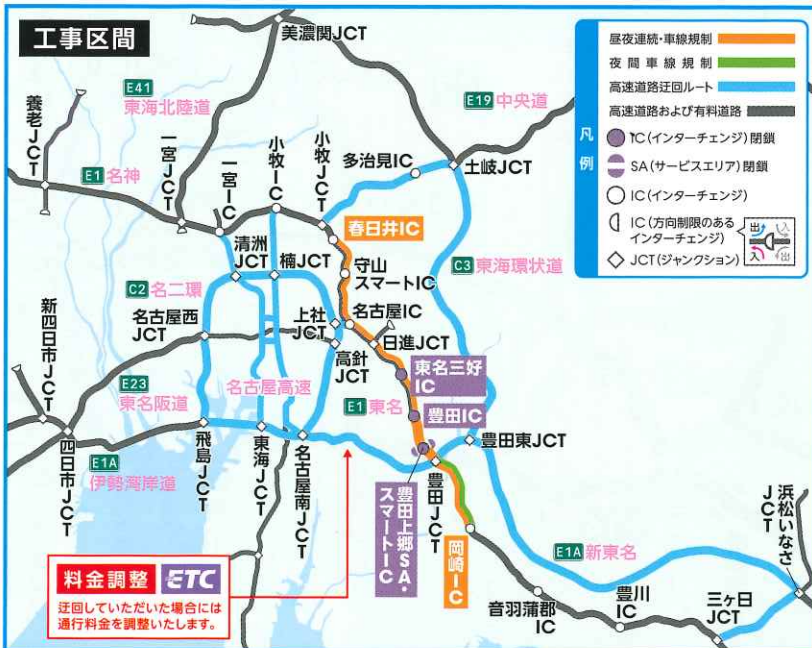 工事区間
美濃関JCT
E41
東海北陸道
E19 中央道
養老JCT
E1 名神
一宮JCT
一宮IC
小牧IC
小牧JCT
多治見IC
土岐JCT
春日井IC
清洲JCT
楠JCT
守山スマートIC
C3 東海環状道
C2 名二環
名古屋西JCT
上社JCT
名古屋IC
日進JCT
高針JCT
新四日市JCT
E23
東名阪道
名古屋高速
E1 東名
東名三好IC
豊田IC
豊田東JCT
四日市JCT
E1A
伊勢湾岸道
飛島JCT
東海JCT
名古屋南JCT
豊田上郷SA・スマートIC
豊田JCT
岡崎IC
E1A 新東名
浜松いなさJCT
音羽蒲郡IC
豊川IC
三ヶ日JCT
料金調整 ETC
迂回していただいた場合には
通行料金を調整いたします。
凡例
昼夜連続・車線規制
夜間車線規制
高速道路迂回ルート
高速道路および有料道路
IC(インターチェンジ)閉鎖
SA(サービスエリア)閉鎖
IC(インターチェンジ)
IC(方向制限のある
インターチェンジ)
出 入
入 出
JCT(ジャンクション)